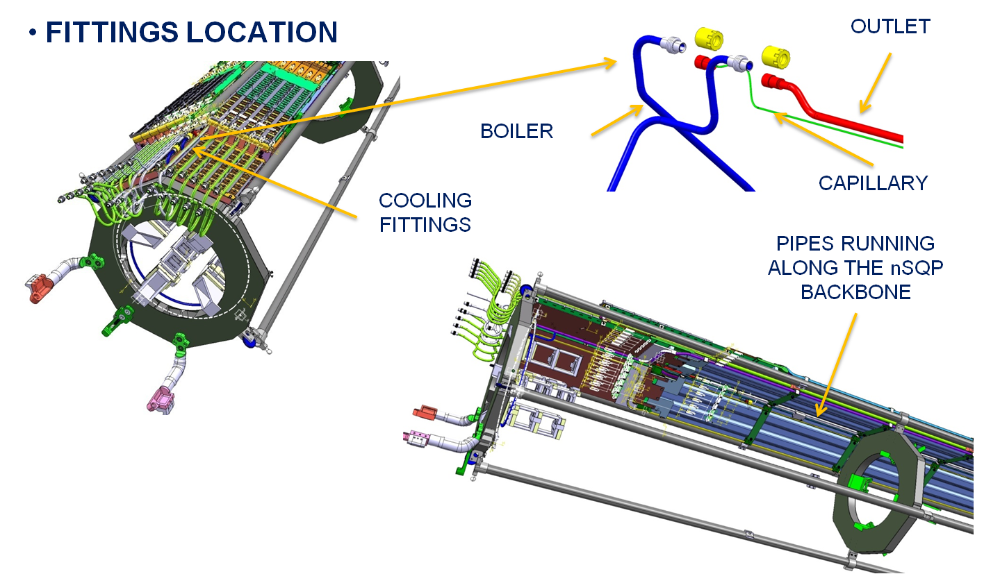 • FITTINGS LOCATION
OUTLET
BOILER
CAPILLARY
COOLING
FITTINGS
PIPES RUNNING
ALONG THE nSQP
BACKBONE